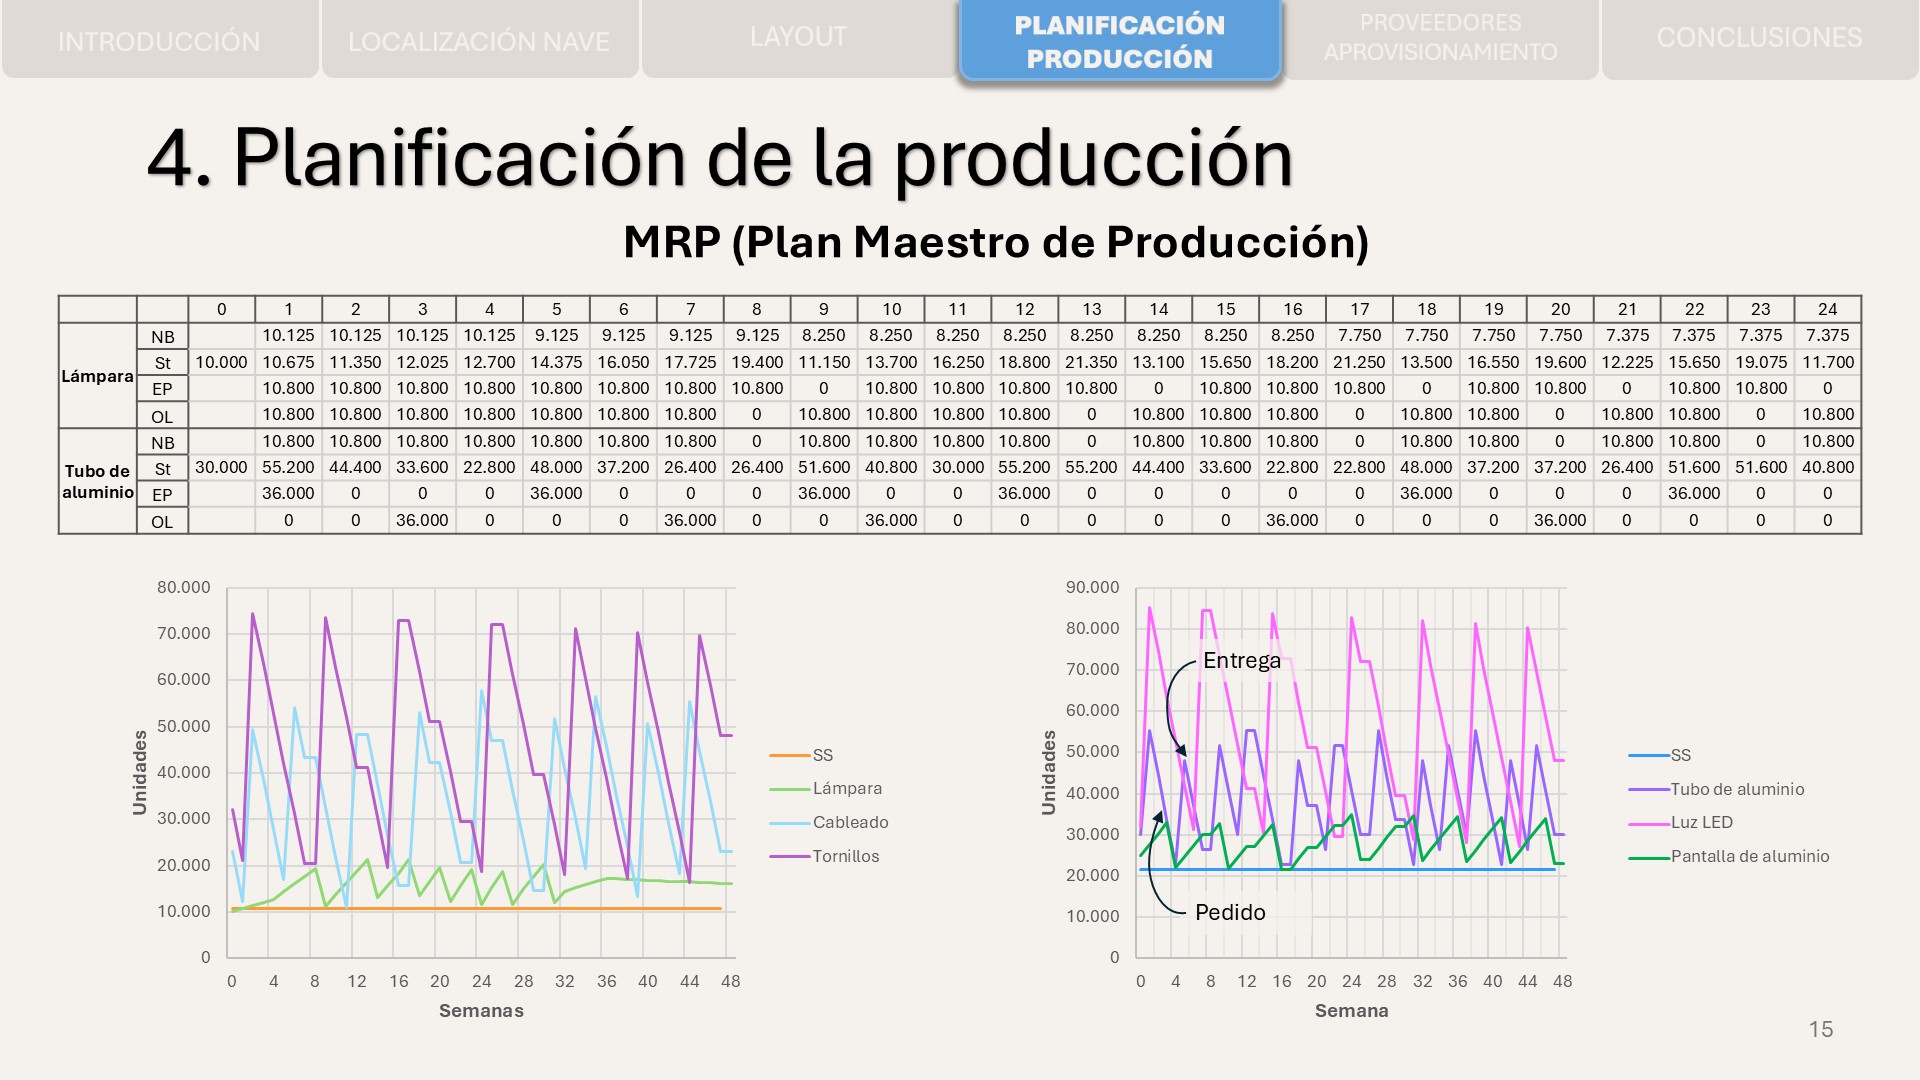 INTRODUCCIÓN
LOCALIZACIÓN NAVE
LAYOUT
PLANIFICACIÓN
PRODUCCIÓN
PROVEEDORES
APROVISIONAMIENTO
CONCLUSIONES
4. Planificación de la producción
MRP (Plan Maestro de Producción)
0 1 2 3 4 5 6 7 8 9 10 11 12 13 14 15 16 17 18 19 20 21 22 23 24
Lámpara
NB 10.125 10.125 10.125 10.125 9.125 9.125 9.125 9.125 8.250 8.250 8.250 8.250 8.250 8.250 8.250 8.250 7.750 7.750 7.750 7.750 7.375 7.375 7.375 7.375
St 10.000 10.675 11.350 12.025 12.700 14.375 16.050 17.725 19.400 11.150 13.700 16.250 18.800 21.350 13.100 15.650 18.200 21.250 13.500 16.550 19.600 12.225 15.650 19.075 11.700
EP 10.800 10.800 10.800 10.800 10.800 10.800 10.800 10.800 0 10.800 10.800 10.800 10.800 0 10.800 10.800 10.800 0 10.800 10.800 0 10.800 10.800 0
OL 10.800 10.800 10.800 10.800 10.800 10.800 10.800 0 10.800 10.800 10.800 10.800 0 10.800 10.800 10.800 0 10.800 10.800 0 10.800 10.800 0 10.800
Tubo de
aluminio
NB 10.800 10.800 10.800 10.800 10.800 10.800 10.800 0 10.800 10.800 10.800 10.800 0 10.800 10.800 10.800 0 10.800 10.800 0 10.800 10.800 0 10.800
St 30.000 55.200 44.400 33.600 22.800 48.000 37.200 26.400 26.400 51.600 40.800 30.000 55.200 55.200 44.400 33.600 22.800 22.800 48.000 37.200 37.200 26.400 51.600 51.600 40.800
EP 36.000 0 0 0 36.000 0 0 0 36.000 0 0 36.000 0 0 0 0 0 36.000 0 0 0 36.000 0 0
OL 0 0 36.000 0 0 0 36.000 0 0 36.000 0 0 0 0 0 36.000 0 0 0 36.000 0 0 0 0
80.000
70.000
60.000
50.000
40.000
30.000
20.000
10.000
0
Unidades
0 4 8 12 16 20 24 28 32 36 40 44 48
Semanas
SS
Lámpara
Cableado
Tornillos
90.000
80.000
70.000
60.000
50.000
40.000
30.000
20.000
10.000
0
Unidades
Entrega
Pedido
0 4 8 12 16 20 24 28 32 36 40 44 48
Semana
SS
Tubo de aluminio
Luz LED
Pantalla de aluminio
15